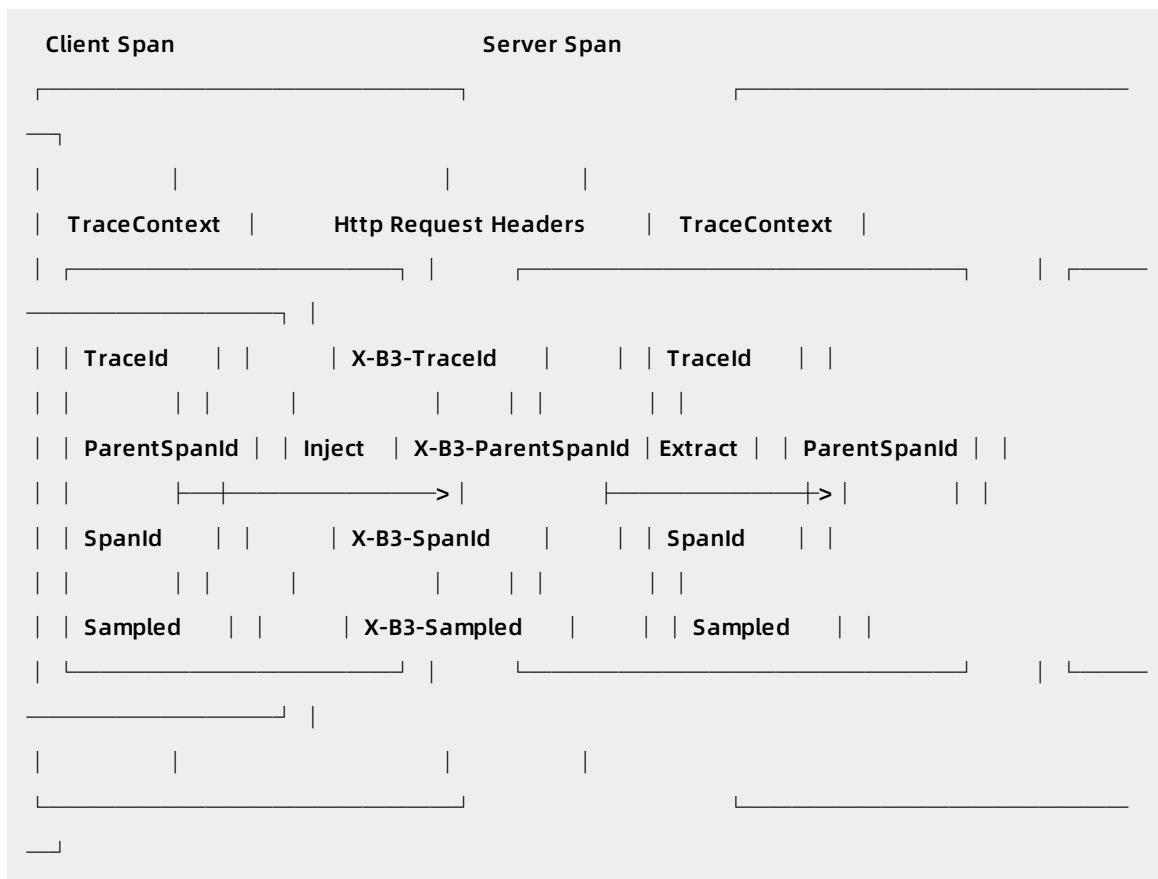 Client Span Server Span
┌──────────────────┐ ┌─────────────────
─┐
│ │ │ │
│ TraceContext │ Http Request Headers │ TraceContext │
│ ┌──────────────┐ │ ┌───────────────────┐ │ ┌───
───────────┐ │
│ │ TraceId │ │ │ X-B3-TraceId │ │ │ TraceId │ │
│ │ │ │ │ │ │ │ │ │
│ │ ParentSpanId │ │ Inject │ X-B3-ParentSpanId │Extract │ │ ParentSpanId │ │
│ │ ├─┼─────────>│ ├────────┼>│ │ │
│ │ SpanId │ │ │ X-B3-SpanId │ │ │ SpanId │ │
│ │ │ │ │ │ │ │ │ │
│ │ Sampled │ │ │ X-B3-Sampled │ │ │ Sampled │ │
│ └──────────────┘ │ └───────────────────┘ │ └───
───────────┘ │
│ │ │ │
└──────────────────┘ └─────────────────
─┘